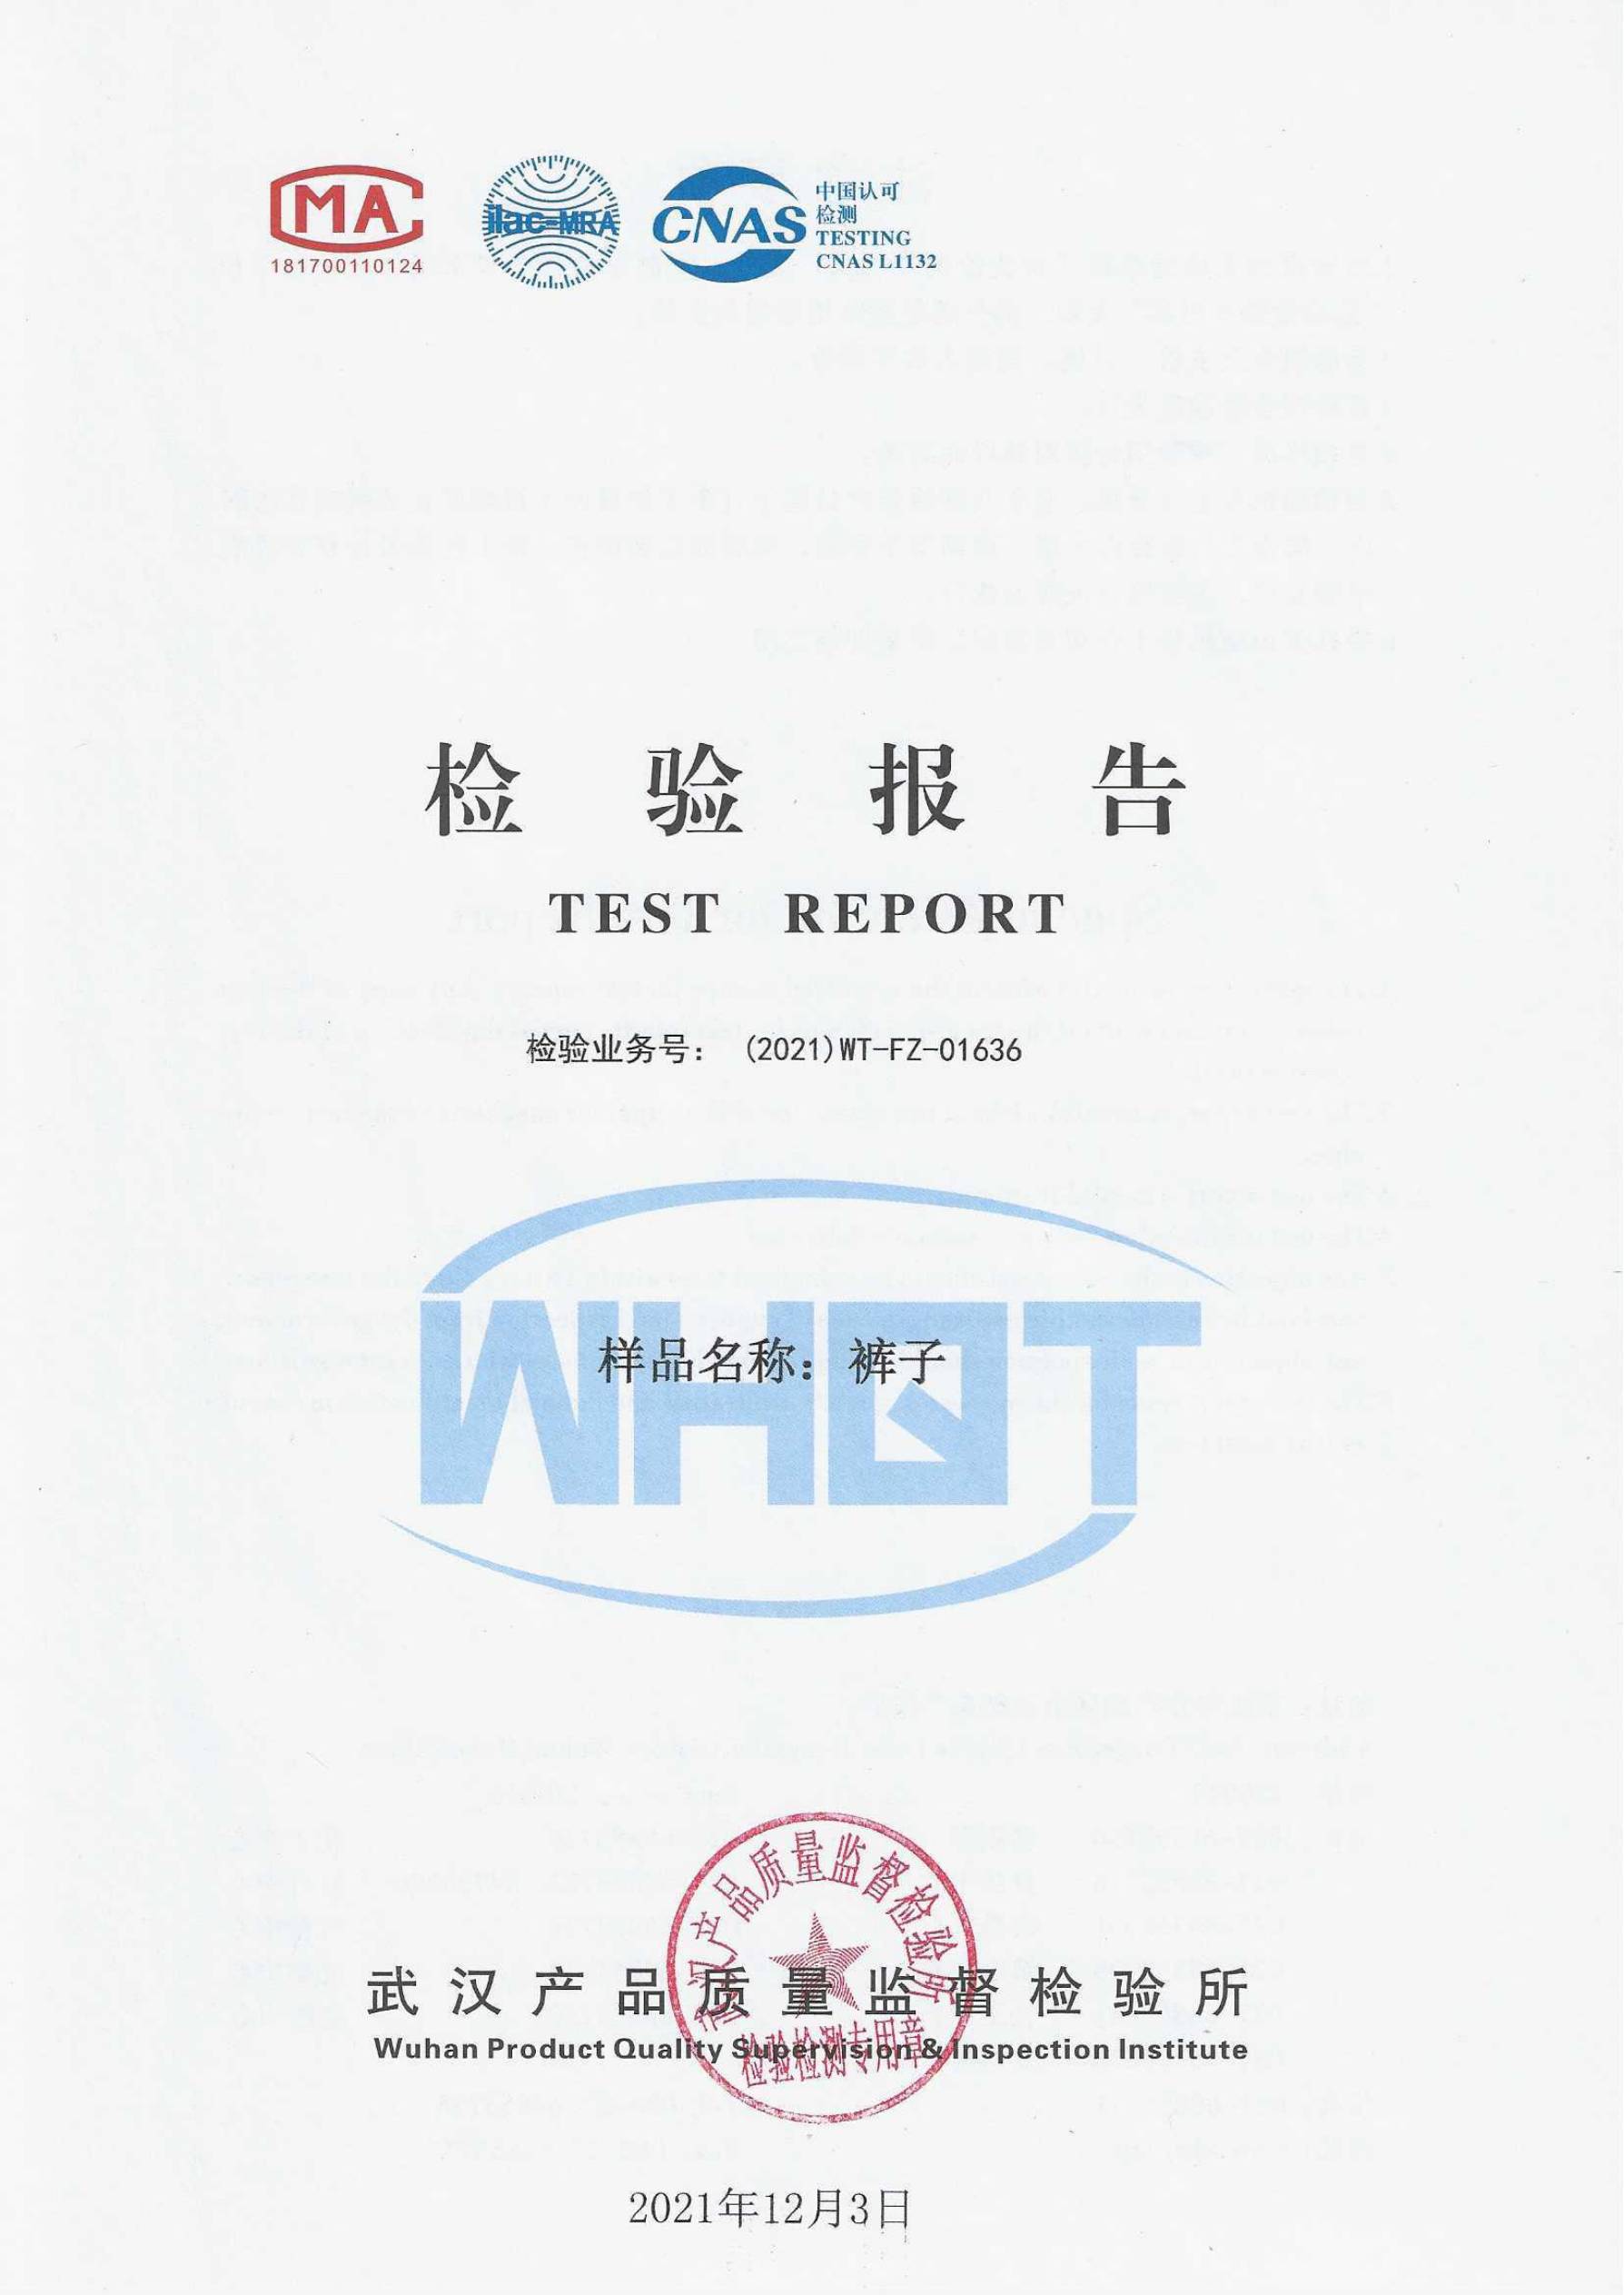 MA
181700110124
ilac-MRA
CNAS
中国认可
检测
TESTING
CNAS L1132
检验报告
TEST REPORT
检验业务号: (2021)WT-FZ-01636
WHQT
样品名称: 裤子
武汉产品质量监督检验所
检验检测专用章
武汉产品质量监督检验所
Wuhan Product Quality Supervision & Inspection Institute
2021年12月3日